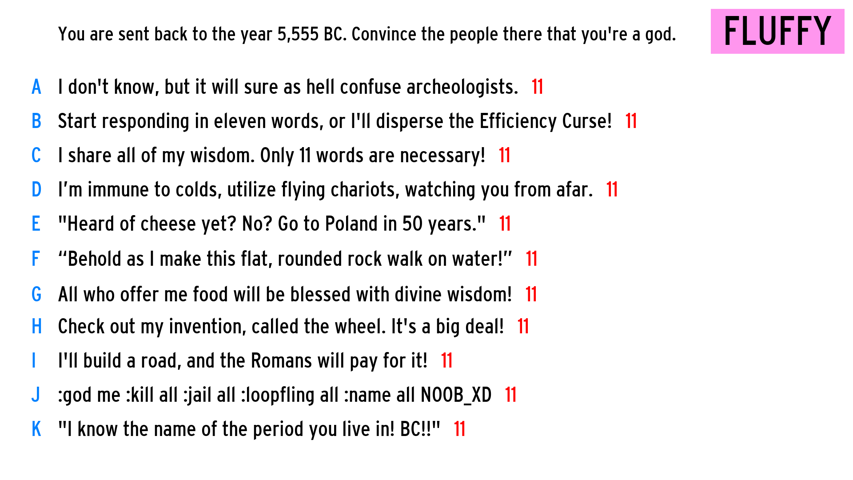 You are sent back to the year 5,555 BC. Convince the people there that you're a god. FLUFFY
A I don't know, but it will sure as hell confuse archeologists. 11
B Start responding in eleven words, or I'll disperse the Efficiency Curse! 11
C I share all of my wisdom. Only 11 words are necessary! 11
D I’m immune to colds, utilize flying chariots, watching you from afar. 11
E "Heard of cheese yet? No? Go to Poland in 50 years." 11
F “Behold as I make this flat, rounded rock walk on water!” 11
G All who offer me food will be blessed with divine wisdom! 11
H Check out my invention, called the wheel. It's a big deal! 11
I I'll build a road, and the Romans will pay for it! 11
J :god me :kill all :jail all :loopfling all :name all NOOB_XD 11
K "I know the name of the period you live in! BC!!" 11